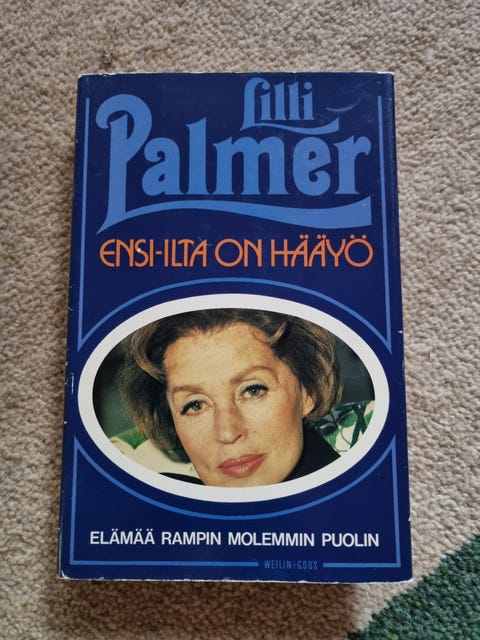 Lilli
Palmer
ENSI-ILTA ON HÄÄYÖ
ELÄMÄÄ RAMPIN MOLEMMIN PUOLIN
WEILIN+GÖÖS